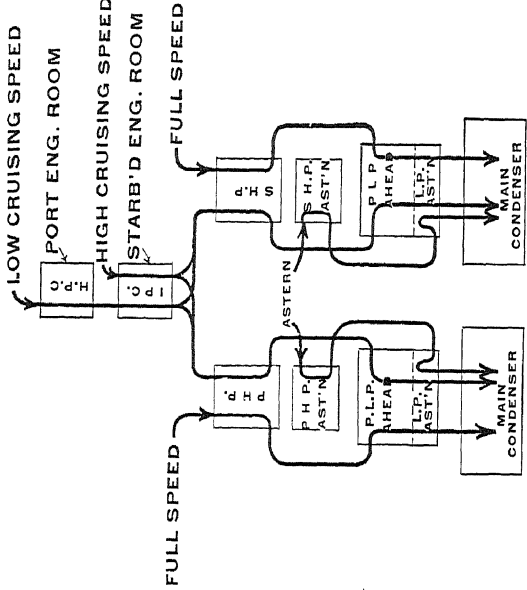 LOW CRUISING SPEED
PORT ENG. ROOM
HIGH CRUISING SPEED
STARB'D ENG. ROOM
FULL SPEED
H.P.C
I P.C.
S H.P
S H.P.
AST'N
P L P
AHEAD
L.P.
AST'N
MAIN
CONDENSER
ASTERN
FULL SPEED
P H P.
P H P.
AST'N
P.L.P.
AHEAD
L.P.
AST'N
MAIN
CONDENSER